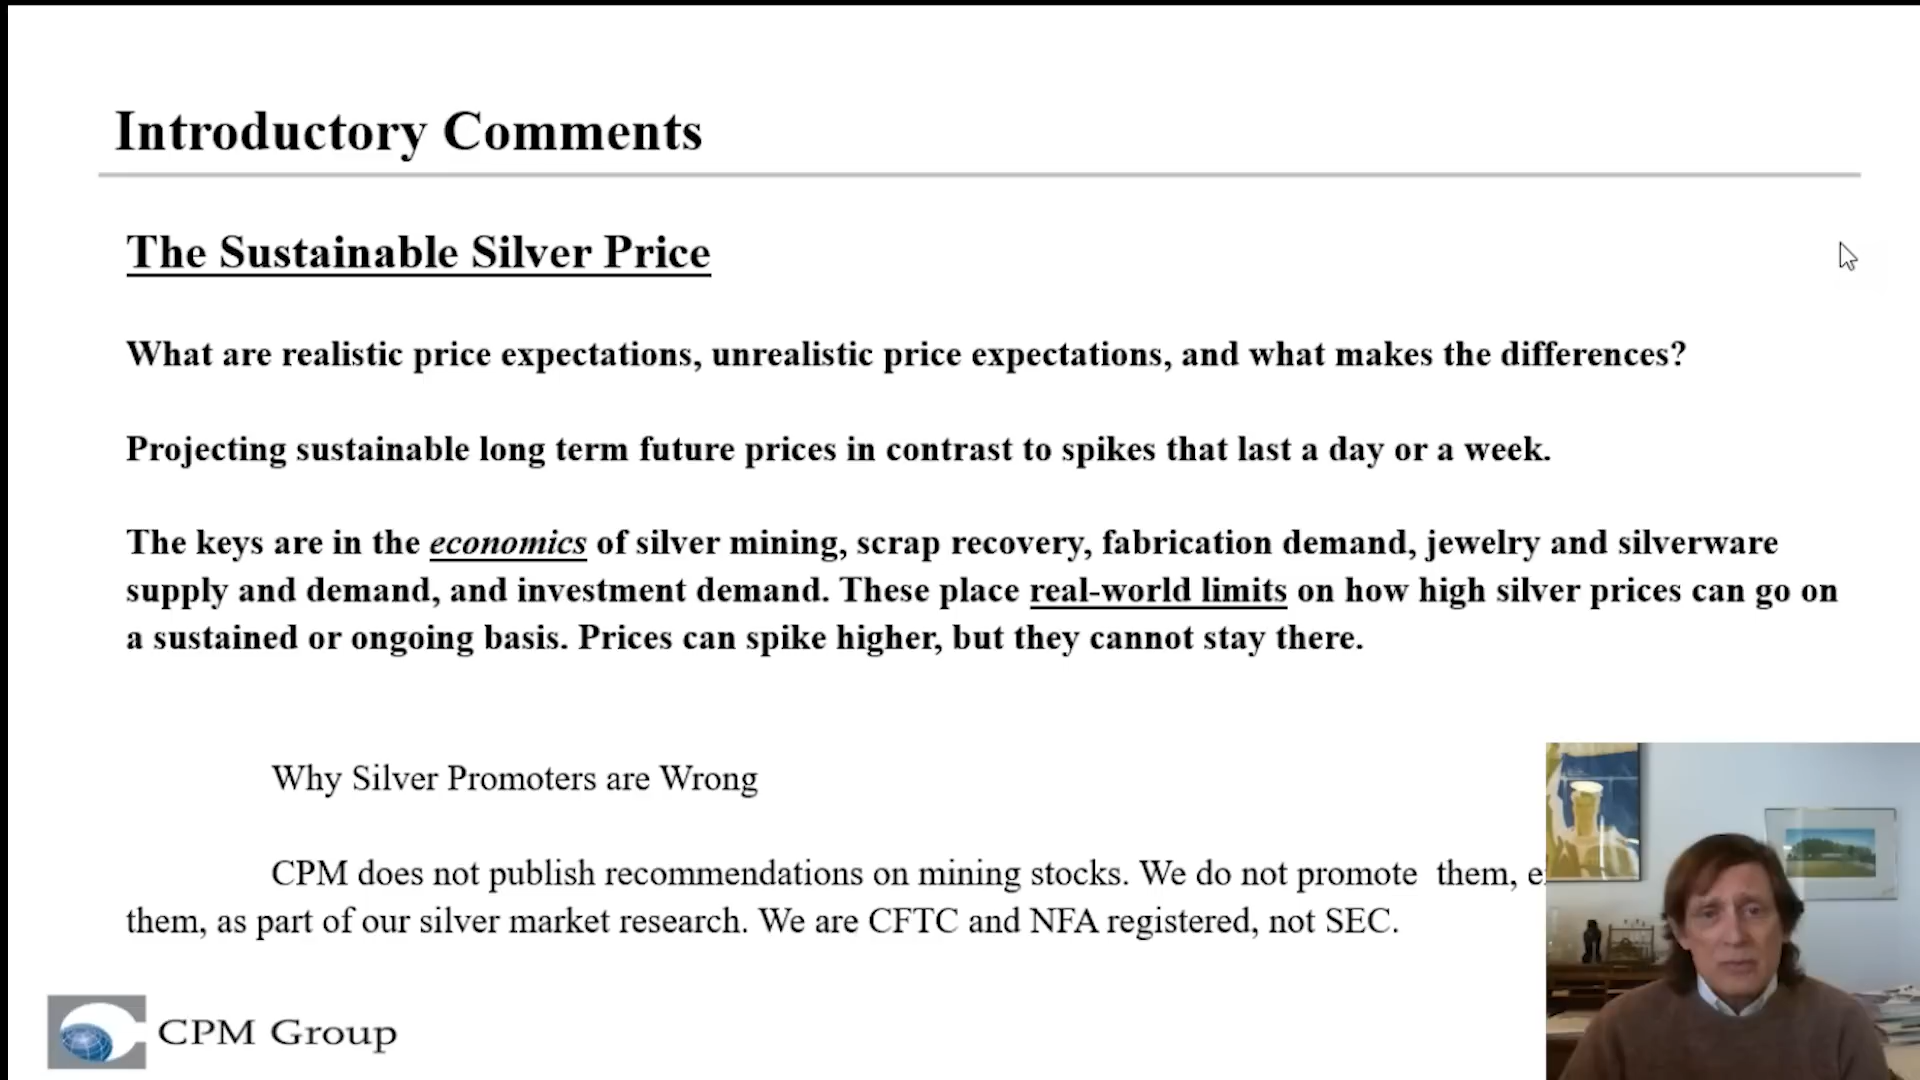 Introductory Comments
The Sustainable Silver Price
What are realistic price expectations, unrealistic price expectations, and what makes the differences?
Projecting sustainable long term future prices in contrast to spikes that last a day or a week.
The keys are in the economics of silver mining, scrap recovery, fabrication demand, jewelry and silverware
supply and demand, and investment demand. These place real-world limits on how high silver prices can go on
a sustained or ongoing basis. Prices can spike higher, but they cannot stay there.
Why Silver Promoters are Wrong
CPM does not publish recommendations on mining stocks. We do not promote them,
them, as part of our silver market research. We are CFTC and NFA registered, not SEC.
CPM Group